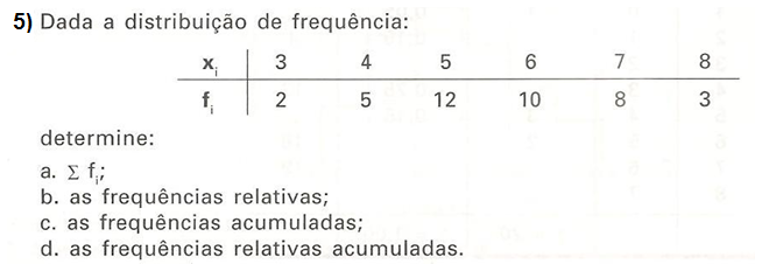 5) Dada a distribuição de frequência:
xi 3 4 5 6 7 8
fi 2 5 12 10 8 3
determine:
a. Σ fi;
b. as frequências relativas;
c. as frequências acumuladas;
d. as frequências relativas acumuladas.